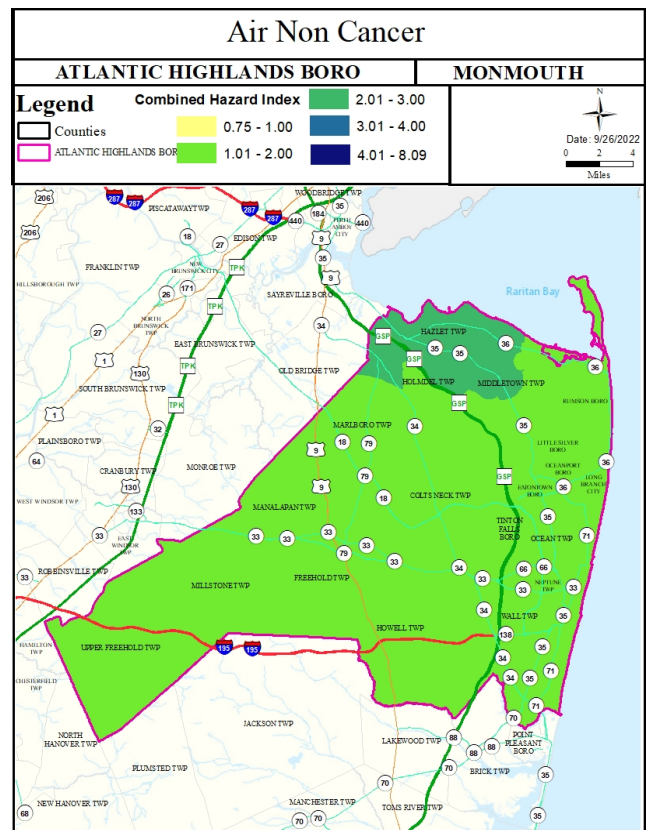 Air Non Cancer
ATLANTIC HIGHLANDS BORO
MONMOUTH
Legend
Counties
ATLANTIC HIGHLANDS BOR
Combined Hazard Index
0.75 - 1.00
1.01 - 2.00
2.01 - 3.00
3.01 - 4.00
4.01 - 8.09
N
Date: 9/26/2022
0 2 4
Miles
206
287
287
PISCATAWAY TWP
287
287
440
WOODBRIDGE TWP
184
35
440
PERTH
AMBOY
CITY
9
206
18
27
EDISON TWP
35
FRANKLIN TWP
NEW
BRUNSWICK CITY
TPK
9
HILLSBOROUGH TWP
26
171
SAYREVILLE BORO
Raritan Bay
TPK
27
NORTH
BRUNSWICK
TWP
34
GSP
HAZLET TWP
35
35
36
1
EAST BRUNSWICK TWP
OLD BRIDGE TWP
GSP
36
130
TPK
HOLMDEL TWP
MIDDLETOWN TWP
SOUTH BRUNSWICK TWP
TPK
GSP
RUMSON BORO
1
32
MARLBORO TWP
34
35
PLAINSBORO TWP
18
79
LITTLE SILVER
BORO
64
9
36
CRANBURY TWP
MONROE TWP
79
OCEANPORT
BORO
GSP
LONG
BRANCH
CITY
130
9
18
COLTS NECK TWP
EATONTOWN
BORO
36
WEST WINDSOR TWP
133
MANALAPAN TWP
TINTON
FALLS
BORO
35
33
EAST
WINDSOR
TWP
33
33
33
79
33
33
OCEAN TWP
71
33
ROBBINSVILLE TWP
34
33
66
66
MILLSTONE TWP
FREEHOLD TWP
33
NEPTUNE
TWP
33
34
WALL TWP
35
HOWELL TWP
138
HAMILTON
TWP
UPPER FREEHOLD TWP
195
195
35
34
CHESTERFIELD
TWP
34
35
71
71
NORTH
HANOVER TWP
JACKSON TWP
70
LAKEWOOD TWP
88
88
88
POINT
PLEASANT
BORO
PLUMSTED TWP
70
BRICK TWP
70
35
NEW HANOVER TWP
MANCHESTER TWP
TOMS RIVER TWP
68
70
70
35